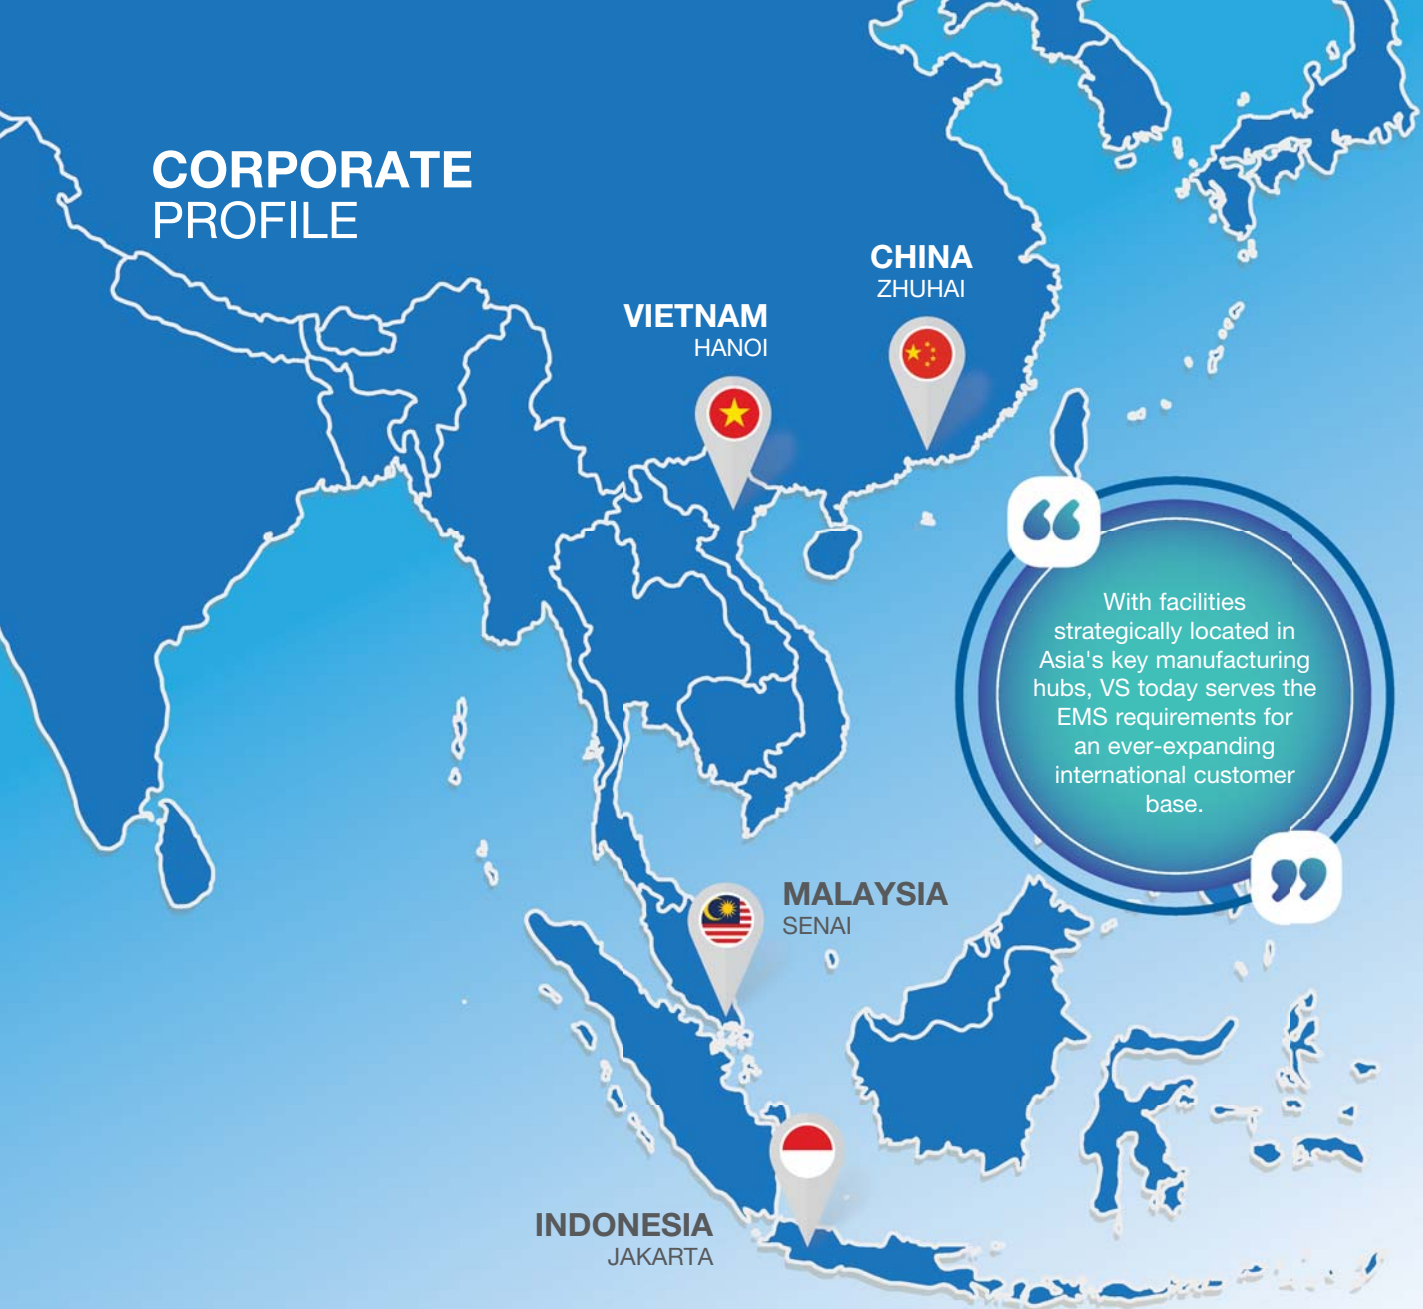 CORPORATE
PROFILE
CHINA
ZHUHAI
VIETNAM
HANOI
“
With facilities
strategically located in
Asia's key manufacturing
hubs, VS today serves the
EMS requirements for
an ever-expanding
international customer
base.
”
MALAYSIA
SENAI
INDONESIA
JAKARTA